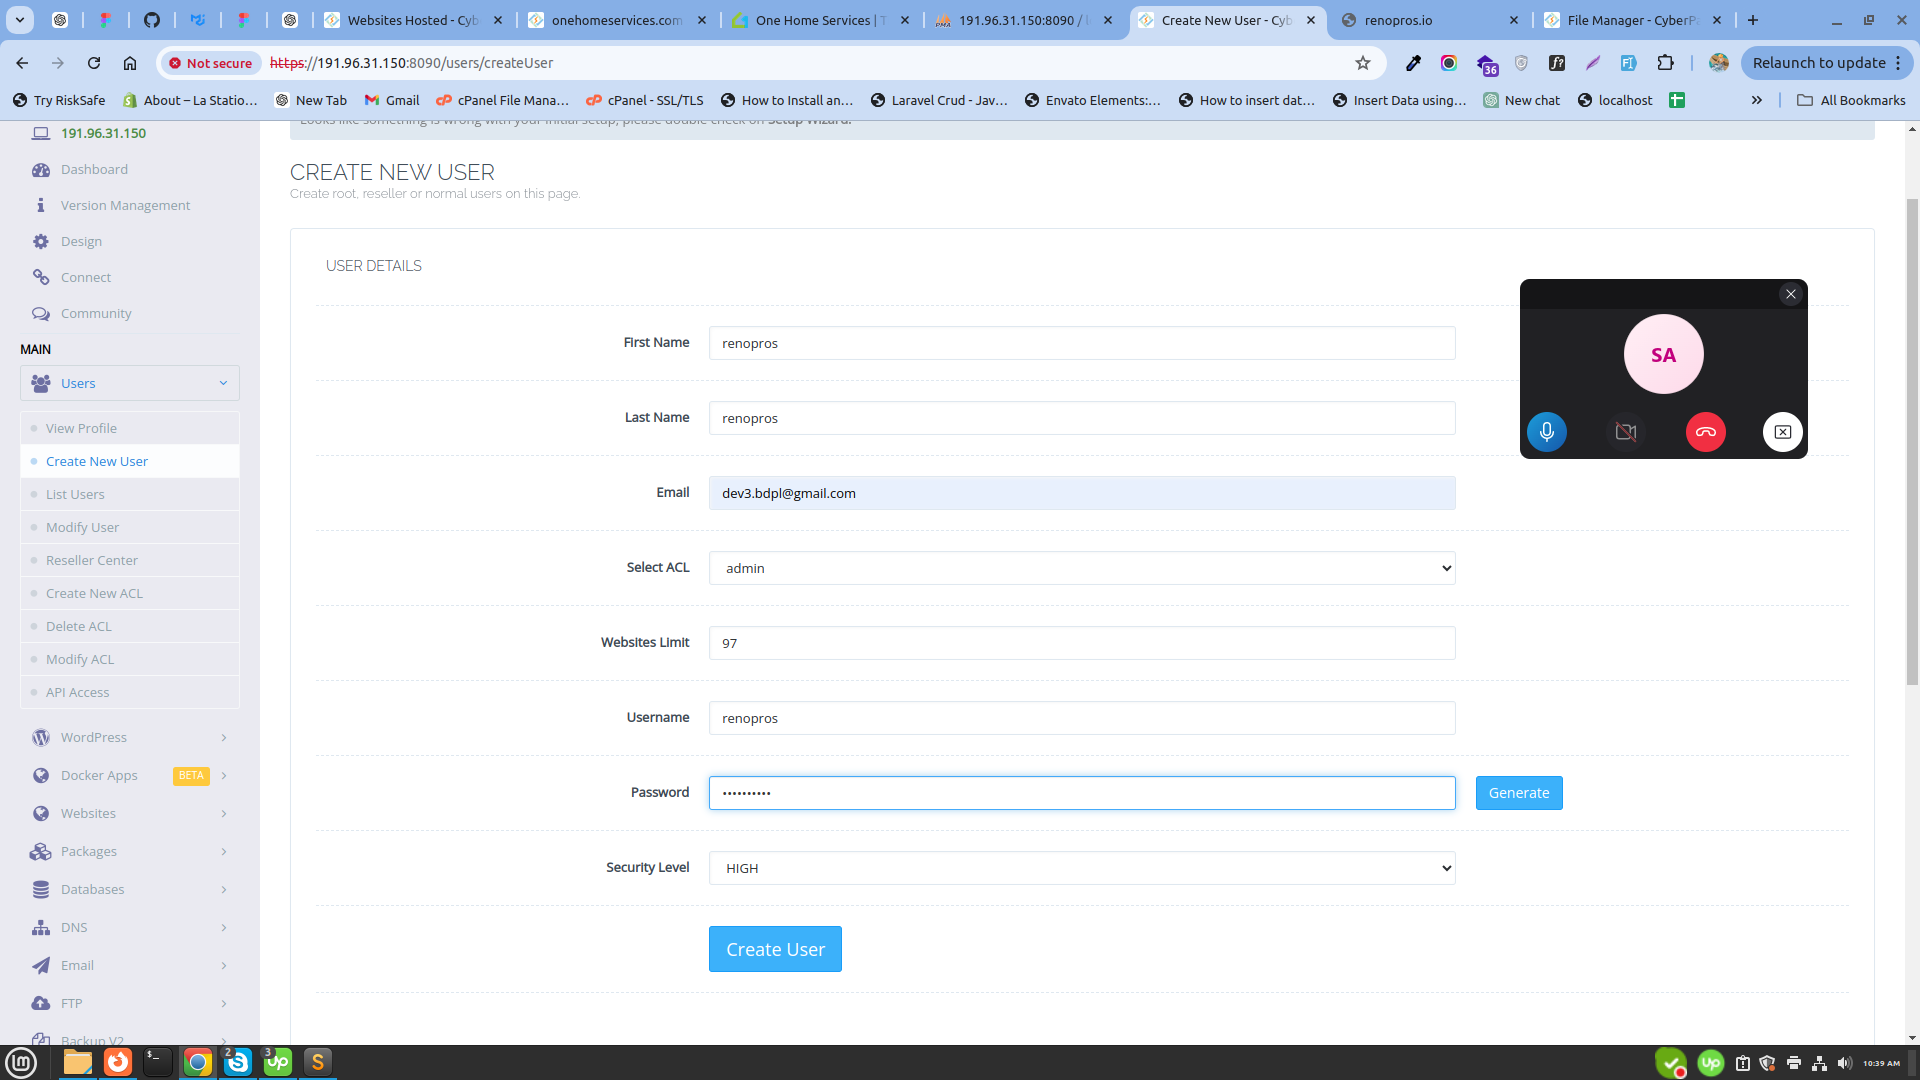 Websites Hosted - Cyb
onehomeservices.com
One Home Services | T
191.96.31.150:8090 /
Create New User - Cyb
renopros.io
File Manager - CyberP
Not secure
https://191.96.31.150:8090/users/createUser
36
f?
Relaunch to update
Try RiskSafe
About – La Statio…
New Tab
Gmail
cPanel File Mana…
cPanel - SSL/TLS
How to Install an…
Laravel Crud - Jav…
Envato Elements:…
How to insert dat…
Insert Data using…
New chat
localhost
All Bookmarks
191.96.31.150
Dashboard
Version Management
Design
Connect
Community
MAIN
Users
View Profile
Create New User
List Users
Modify User
Reseller Center
Create New ACL
Delete ACL
Modify ACL
API Access
WordPress
Docker Apps
BETA
Websites
Packages
Databases
DNS
Email
FTP
Backup V2
Looks like something is wrong with your initial setup, please double check on Setup Wizard.
CREATE NEW USER
Create root, reseller or normal users on this page.
USER DETAILS
First Name
renopros
Last Name
renopros
Email
dev3.bdpl@gmail.com
Select ACL
admin
Websites Limit
97
Username
renopros
Password
••••••••••
Generate
Security Level
HIGH
Create User
SA
2
3
up
S
up
10:39 AM